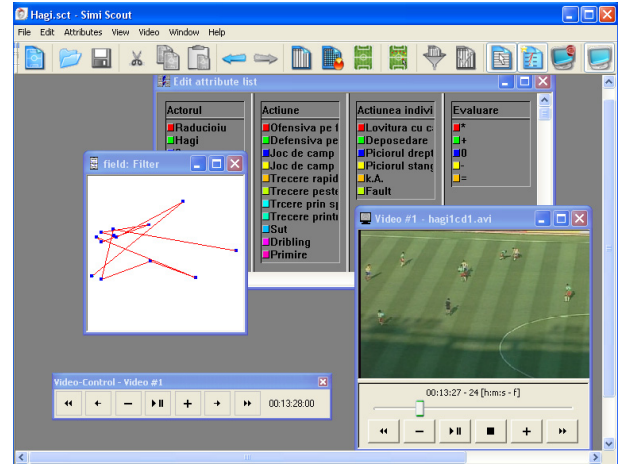 Hagi.sct - Simi Scout
File Edit Attributes View Video Window Help
Edit attribute list
Actorul
Raducioiu
Hagi
Actiune
Ofensiva pe f
Defensiva pe
Joc de camp
Joc de camp
Trecere rapid
Trecere peste
Trcere prin sp
Trecere printr
Sut
Dribling
Primire
Actiunea indivi
Lovitura cu c
Deposedare
Piciorul drept
Piciorul stang
k.A.
Fault
Evaluare
*
+
0
-
=
field: Filter
Video #1 - hagi1cd1.avi
00:13:27 - 24 [h:m:s - f]
Video-Control - Video #1
00:13:28:00